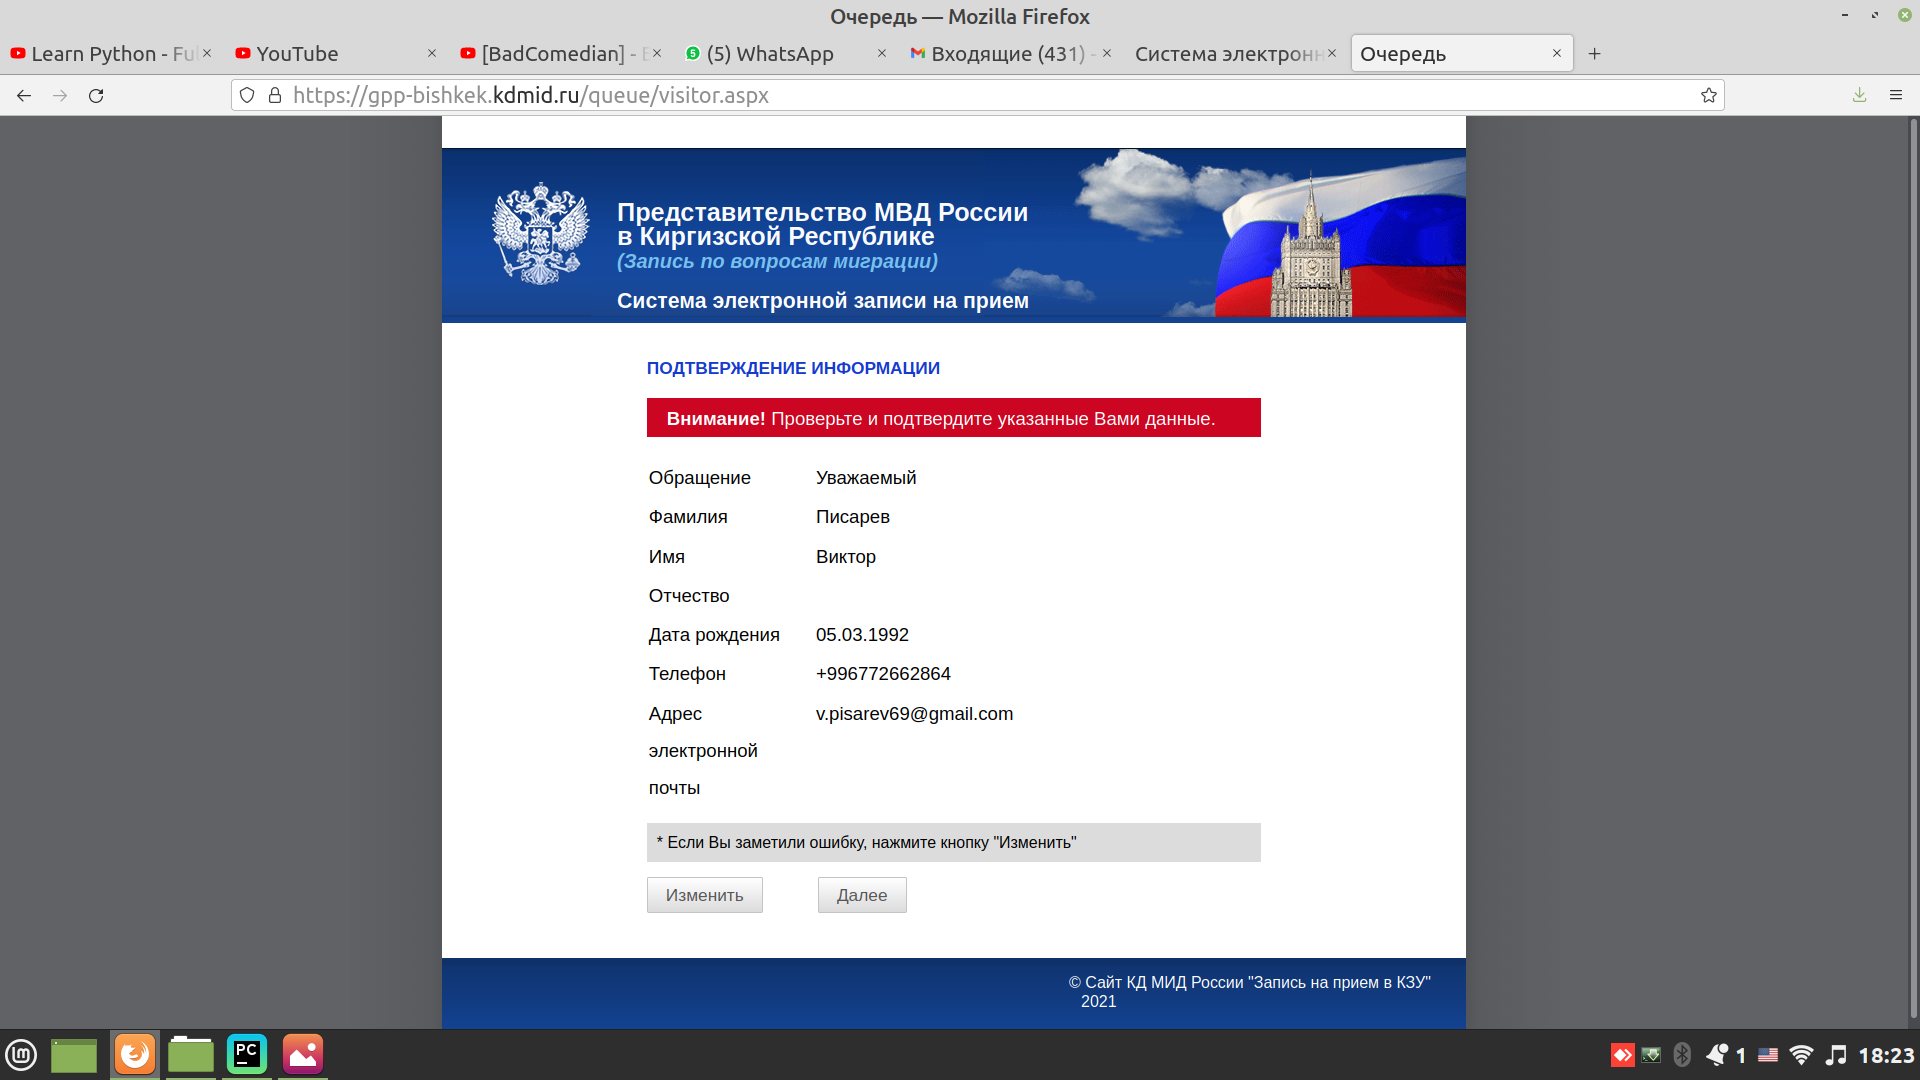 Очередь — Mozilla Firefox
Learn Python - Ful
YouTube
[BadComedian] - 
(5) WhatsApp
Входящие (431) -
Система электронн
Очередь
https://gpp-bishkek.kdmid.ru/queue/visitor.aspx
Представительство МВД России
в Киргизской Республике
(Запись по вопросам миграции)
Система электронной записи на прием
ПОДТВЕРЖДЕНИЕ ИНФОРМАЦИИ
Внимание! Проверьте и подтвердите указанные Вами данные.
Обращение Уважаемый
Фамилия Писарев
Имя Виктор
Отчество
Дата рождения 05.03.1992
Телефон +996772662864
Адрес v.pisarev69@gmail.com
электронной
почты
* Если Вы заметили ошибку, нажмите кнопку "Изменить"
Изменить Далее
© Сайт КД МИД России "Запись на прием в КЗУ"
2021
PC
1
18:23